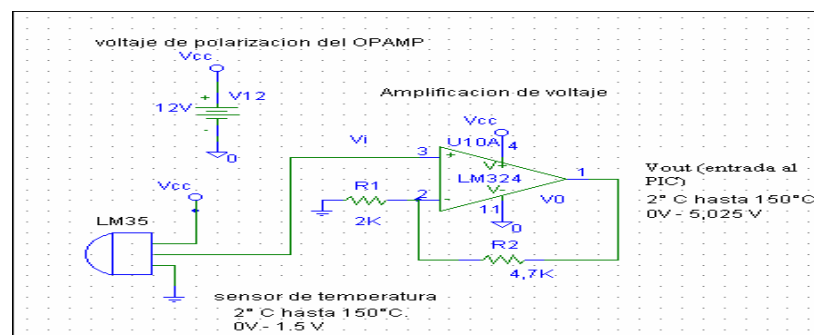 voltaje de polarizacion del OPAMP
Vcc
12V
+
V12
-
0
Amplificacion de voltaje
Vcc
U10A
4
Vi
3
+
V+
LM324
1
V-
2
-
11
V0
0
R1
2K
R2
4,7K
Vout (entrada al
PIC)
2° C hasta 150°C
0V - 5,025 V
Vcc
LM35
sensor de temperatura
2° C hasta 150°C.
0V - 1.5 V